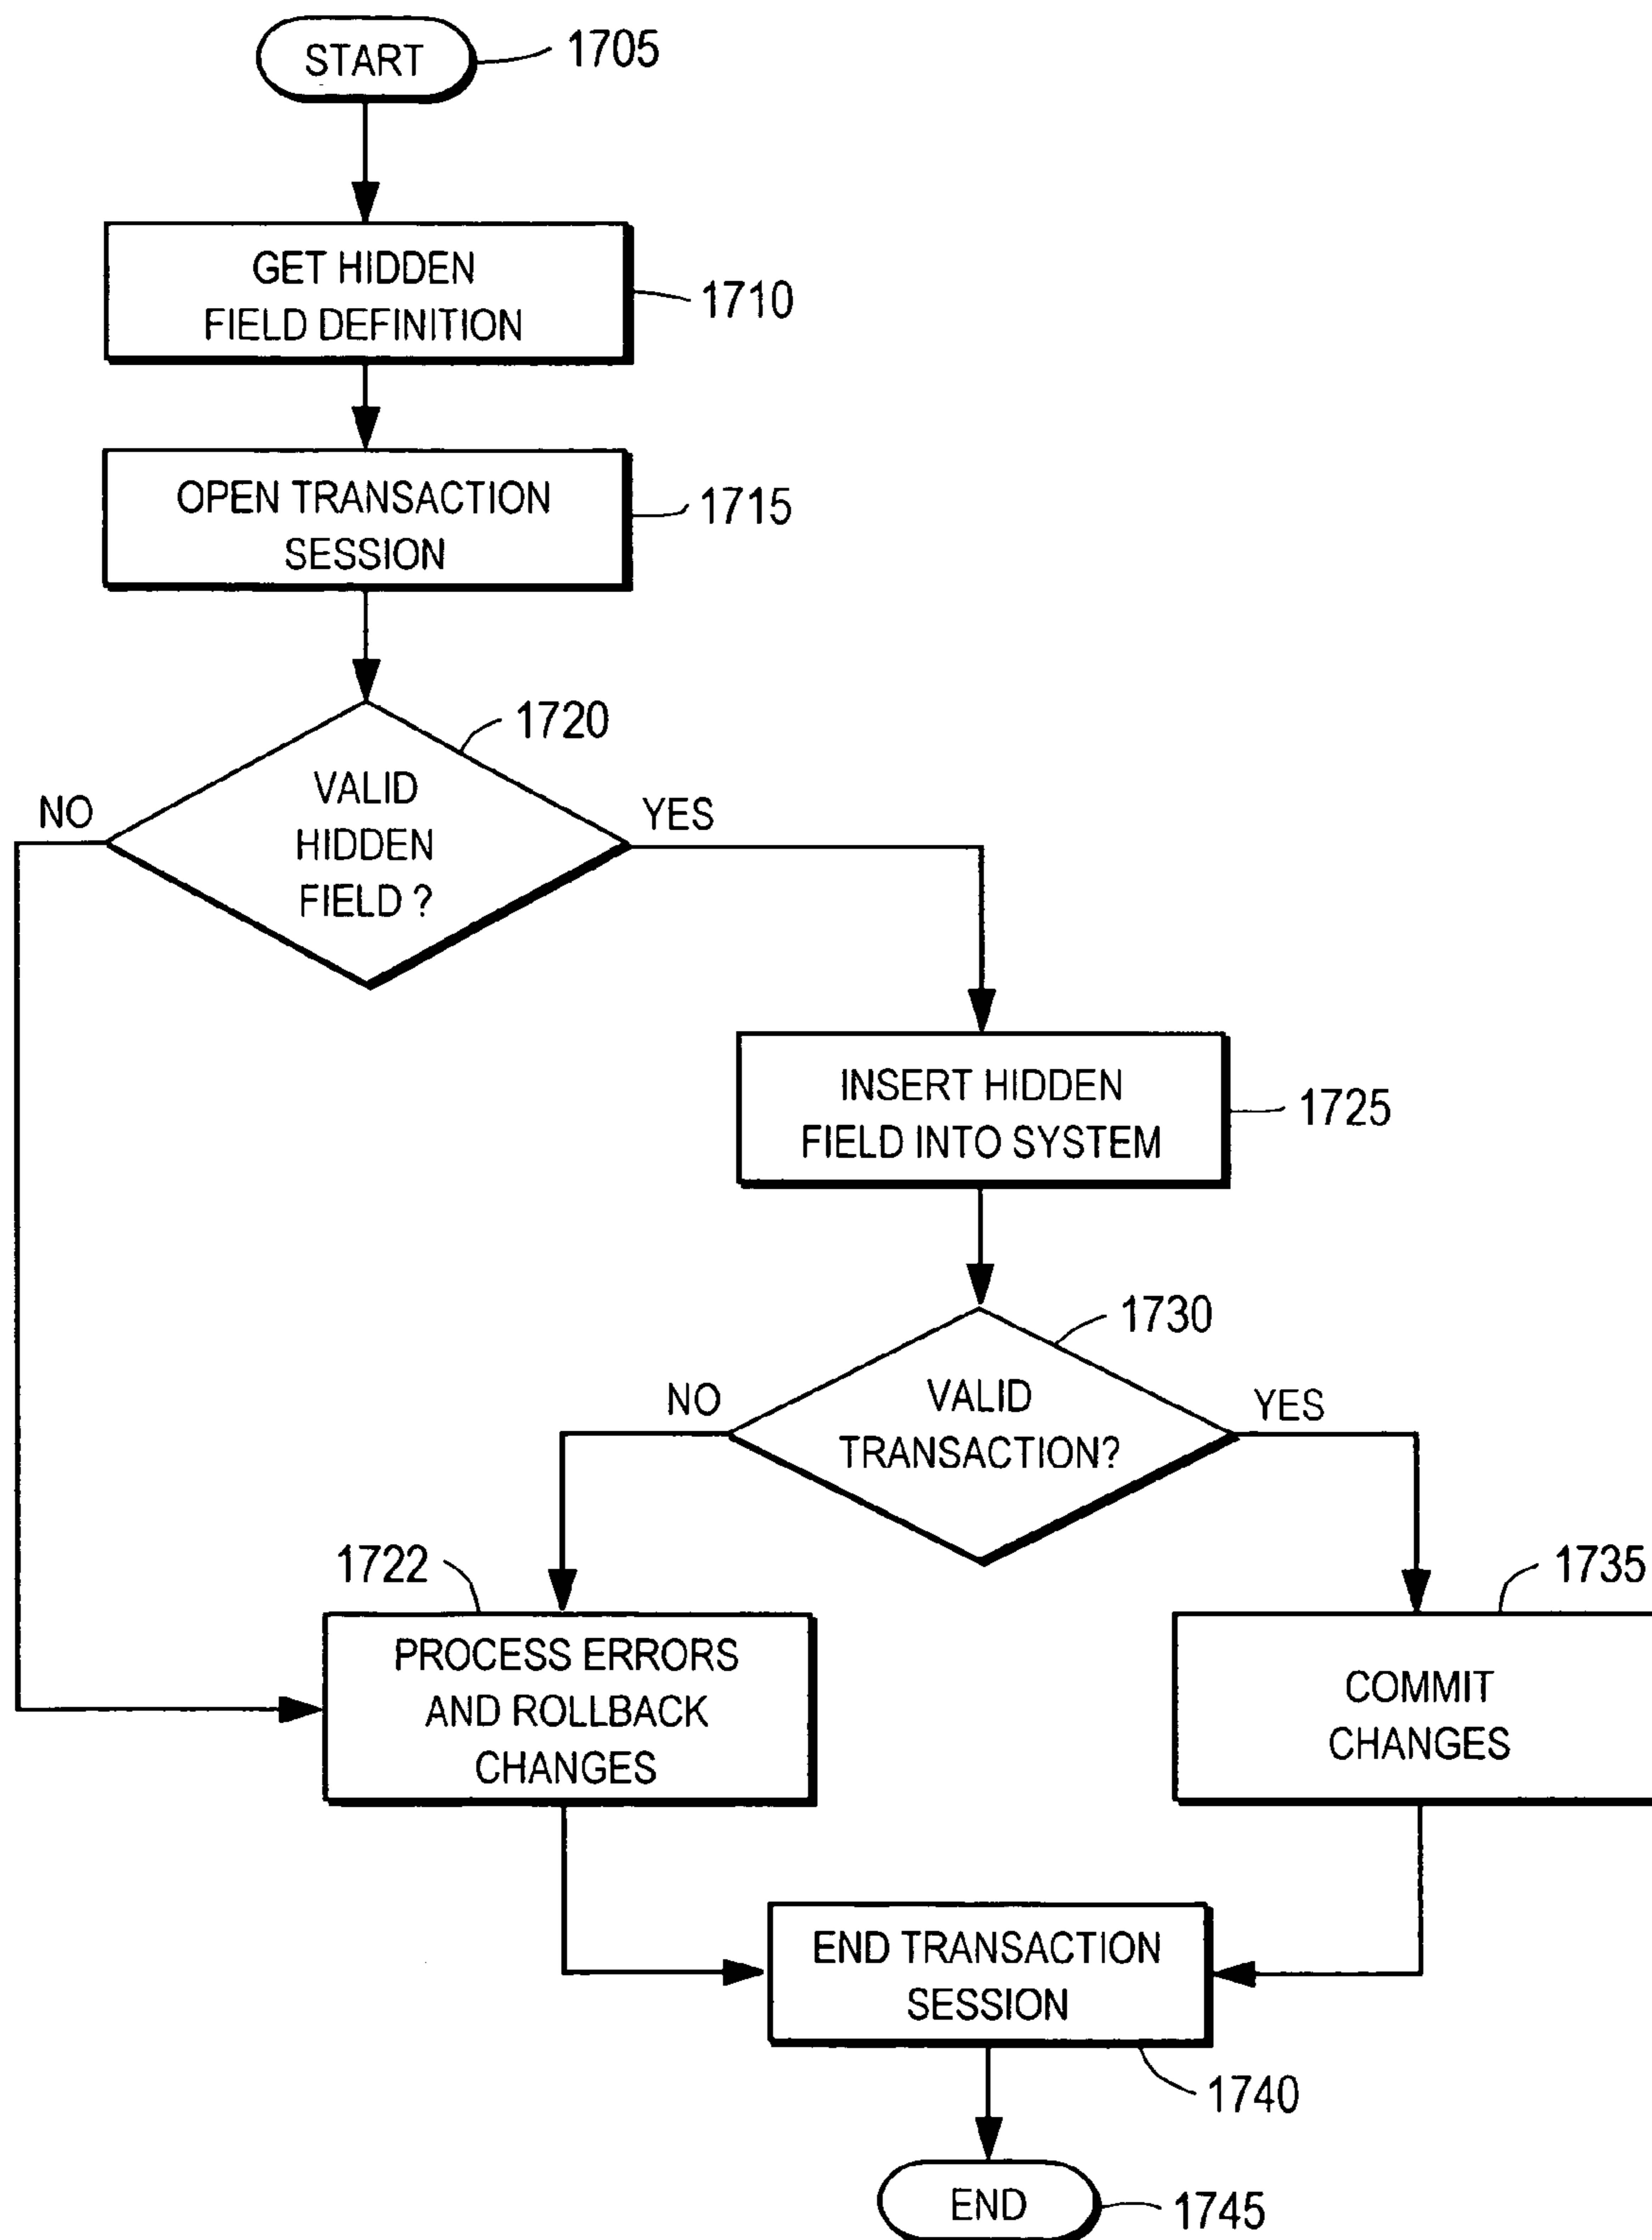 START
1705
GET HIDDEN
FIELD DEFINITION
1710
OPEN TRANSACTION
SESSION
1715
1720
VALID
HIDDEN
FIELD ?
NO
YES
INSERT HIDDEN
FIELD INTO SYSTEM
1725
1730
VALID
TRANSACTION?
NO
YES
1722
PROCESS ERRORS
AND ROLLBACK
CHANGES
1735
COMMIT
CHANGES
END TRANSACTION
SESSION
1740
END
1745